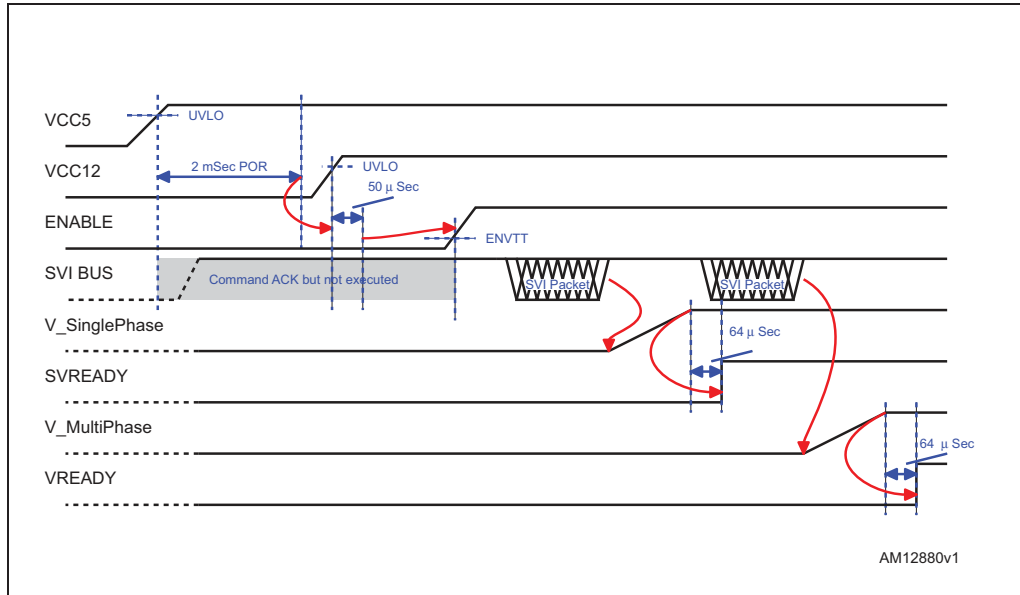 VCC5
UVLO
VCC12
2 mSec POR
UVLO
50 μ Sec
ENABLE
ENVTT
SVI BUS
Command ACK but not executed
SVI Packet
SVI Packet
V_SinglePhase
64 μ Sec
SVREADY
V_MultiPhase
64 μ Sec
VREADY
AM12880v1